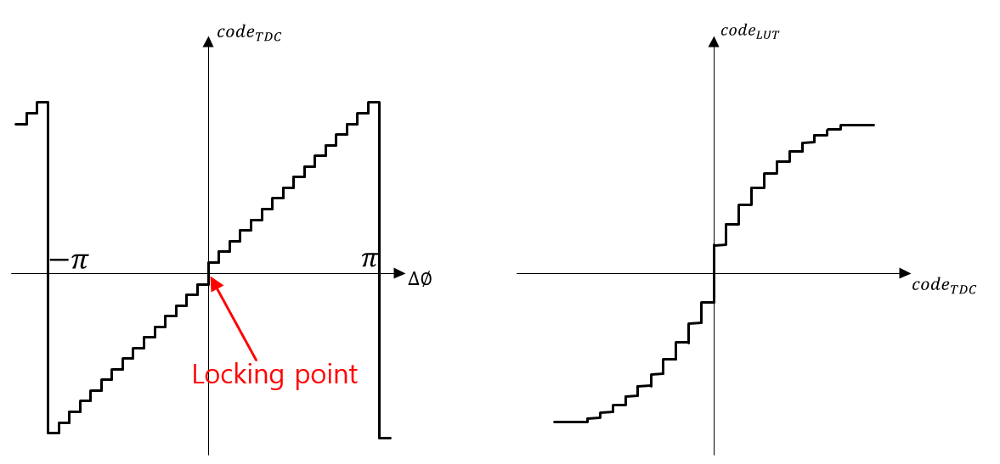 code_TDC
code_LUT
−π
π
Δ∅
code_TDC
Locking point